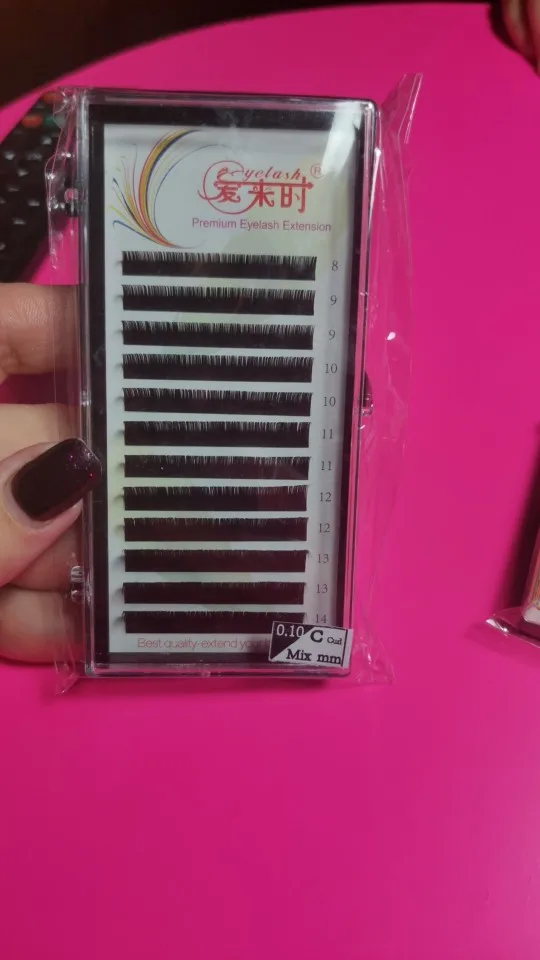 eyelash ®
爱来时
Premium Eyelash Extension
8
9
9
10
10
11
11
12
12
13
13
14
Best quality-extend your
0.10 C Curl
Mix mm